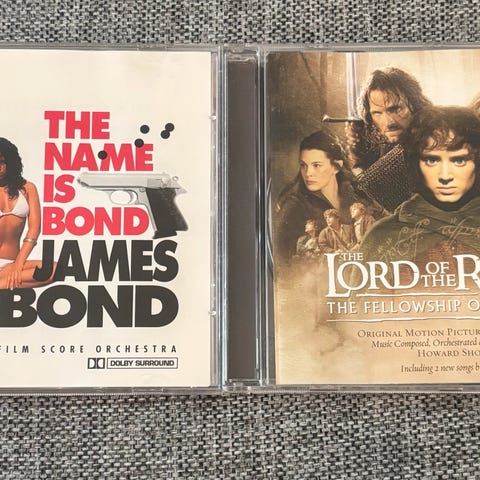 THE
NAME
IS
BOND
JAMES
BOND
FILM SCORE ORCHESTRA
DOLBY SURROUND
THE
LORD OF THE R
THE FELLOWSHIP O
ORIGINAL MOTION PICTUR
Music Composed, Orchestrated
HOWARD SHO
Including 2 new songs b